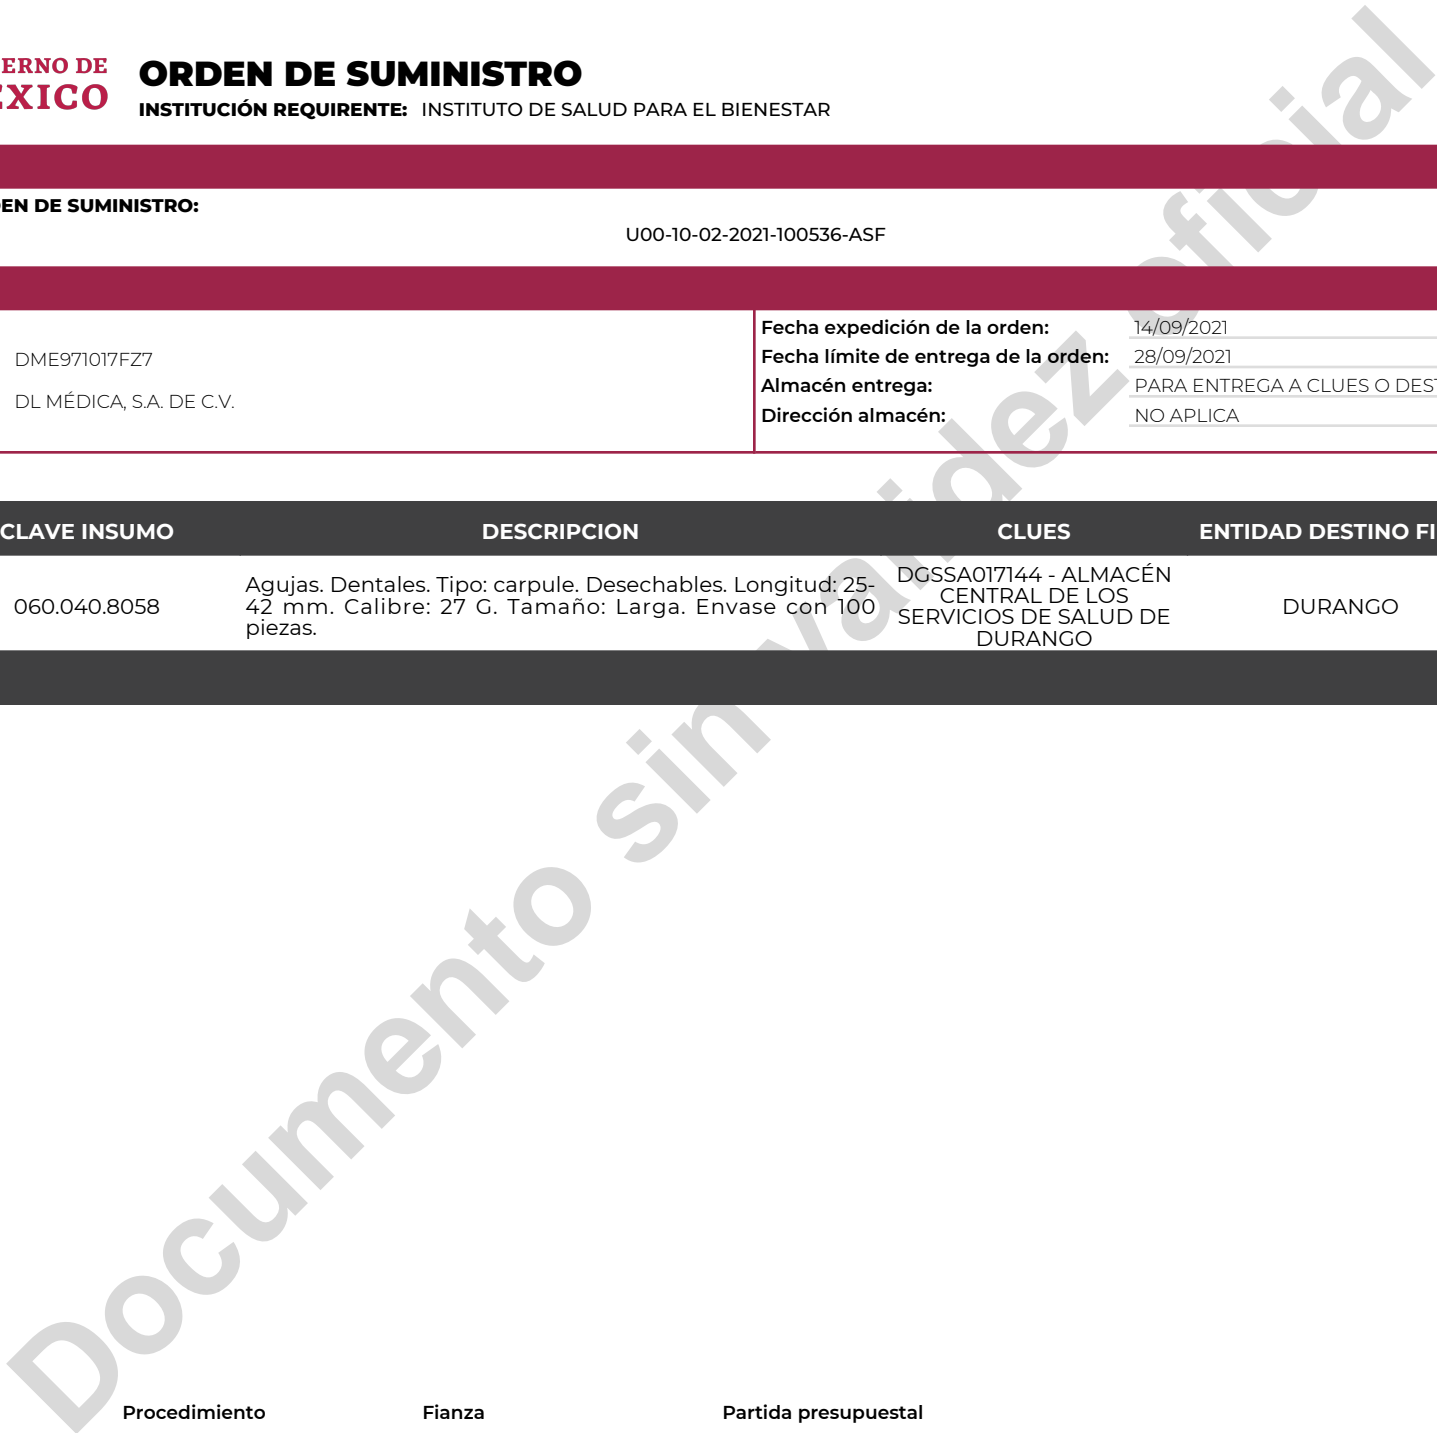 ERNO DE
EXICO
ORDEN DE SUMINISTRO
INSTITUCIÓN REQUIRENTE: INSTITUTO DE SALUD PARA EL BIENESTAR
EN DE SUMINISTRO:
U00-10-02-2021-100536-ASF
DME971017FZ7
DL MÉDICA, S.A. DE C.V.
Fecha expedición de la orden: 14/09/2021
Fecha límite de entrega de la orden: 28/09/2021
Almacén entrega: PARA ENTREGA A CLUES O DEST
Dirección almacén: NO APLICA
CLAVE INSUMO DESCRIPCION CLUES ENTIDAD DESTINO FI
060.040.8058
Agujas. Dentales. Tipo: carpule. Desechables. Longitud: 25-
42 mm. Calibre: 27 G. Tamaño: Larga. Envase con 100
piezas.
DGSSA017144 - ALMACÉN
CENTRAL DE LOS
SERVICIOS DE SALUD DE
DURANGO
DURANGO
Documento sin validez oficial
Procedimiento Fianza Partida presupuestal